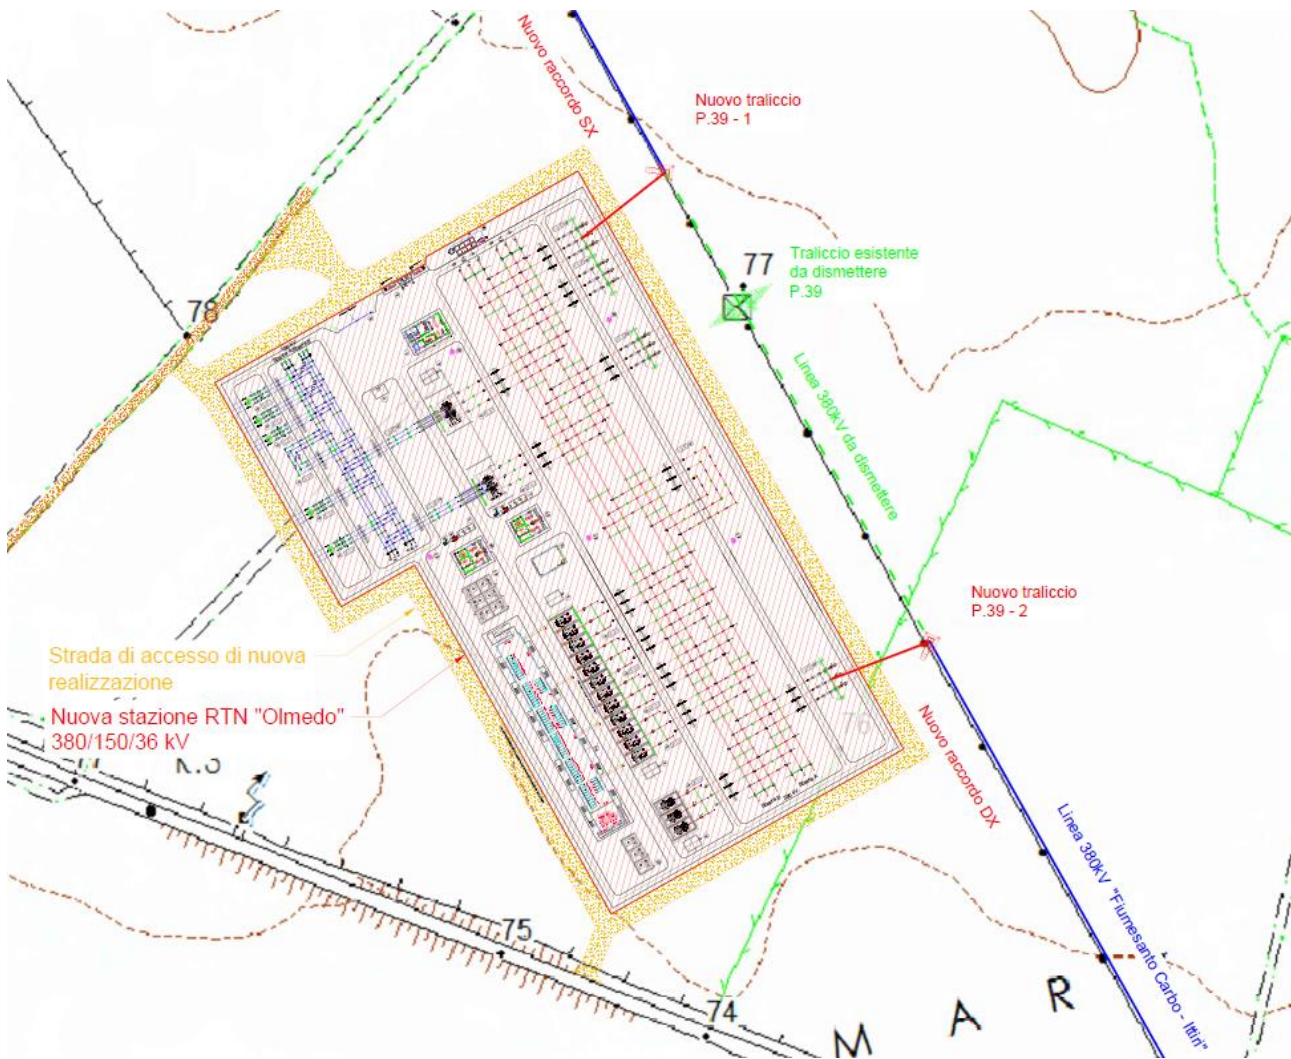 Nuovo raccordo SX
Nuovo traliccio
P.39 - 1
77
Traliccio esistente
da dismettere
P.39
78
Linea 380kV da dismettere
Nuovo traliccio
P.39 - 2
Strada di accesso di nuova
realizzazione
Nuova stazione RTN "Olmedo"
380/150/36 kV
76
Nuovo raccordo DX
Linea 380kV "Fiumesanto Carbo - Ittiri"
75
74
M A R